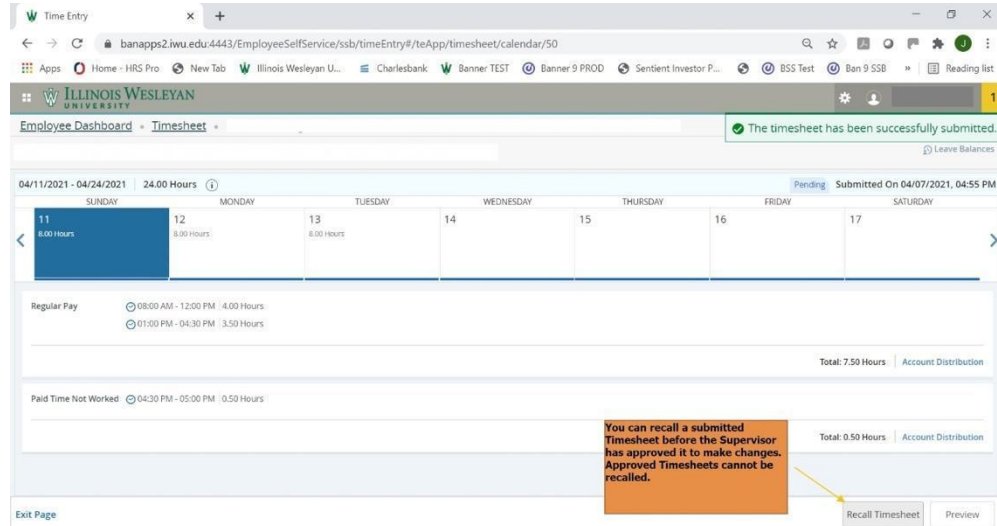 Time Entry
banapps2.iwu.edu:4443/EmployeeSelfService/ssb/timeEntry#/teApp/timesheet/calendar/50
Apps Home - HRS Pro New Tab Illinois Wesleyan U... Charlesbank Banner TEST Banner 9 PROD Sentient Investor P... BSS Test Ban 9 SSB » Reading list
ILLINOIS WESLEYAN
UNIVERSITY
1
Employee Dashboard • Timesheet •
The timesheet has been successfully submitted.
Leave Balances
04/11/2021 - 04/24/2021 24.00 Hours Pending Submitted On 04/07/2021, 04:55 PM
SUNDAY MONDAY TUESDAY WEDNESDAY THURSDAY FRIDAY SATURDAY
11 12 13 14 15 16 17
8.00 Hours 8.00 Hours 8.00 Hours
Regular Pay 08:00 AM - 12:00 PM 4.00 Hours
01:00 PM - 04:30 PM 3.50 Hours
Total: 7.50 Hours Account Distribution
Paid Time Not Worked 04:30 PM - 05:00 PM 0.50 Hours
Total: 0.50 Hours Account Distribution
You can recall a submitted
Timesheet before the Supervisor
has approved it to make changes.
Approved Timesheets cannot be
recalled.
Exit Page Recall Timesheet Preview